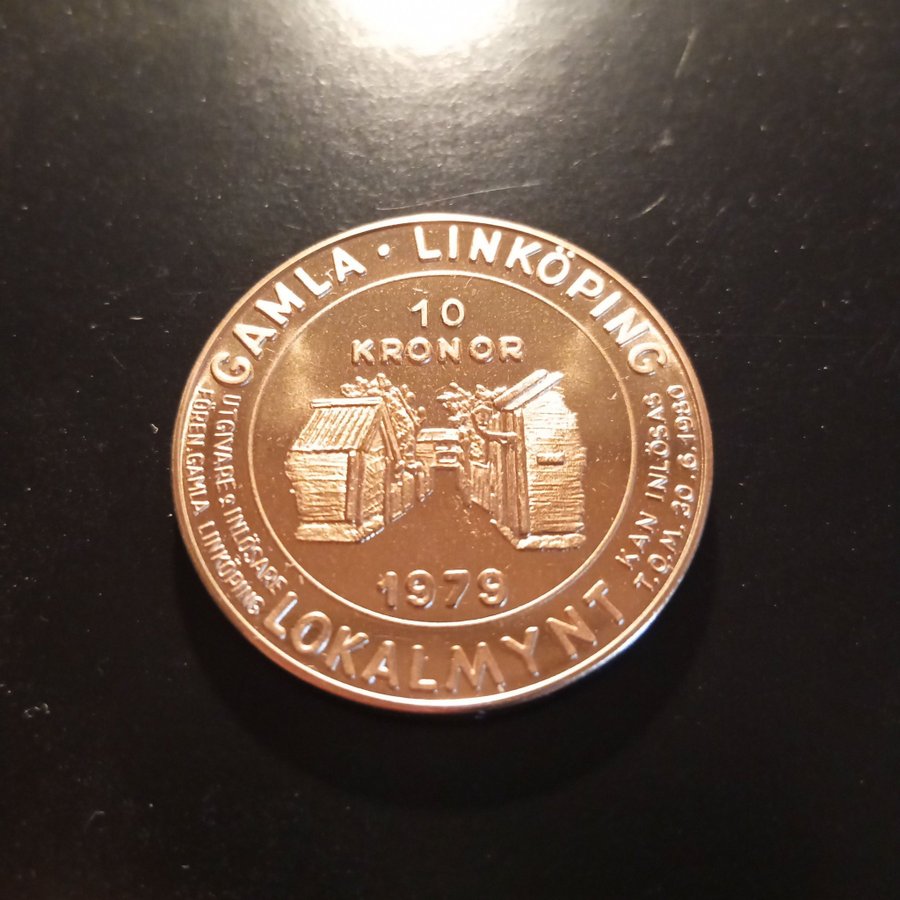 GAMLA · LINKÖPING
10
KRONOR
1979
LOKALMYNT
UTGIVARE & INLÖSARE
FÖREN. GAMLA LINKÖPING
KAN INLÖSAS
T.O.M. 30.6.1980